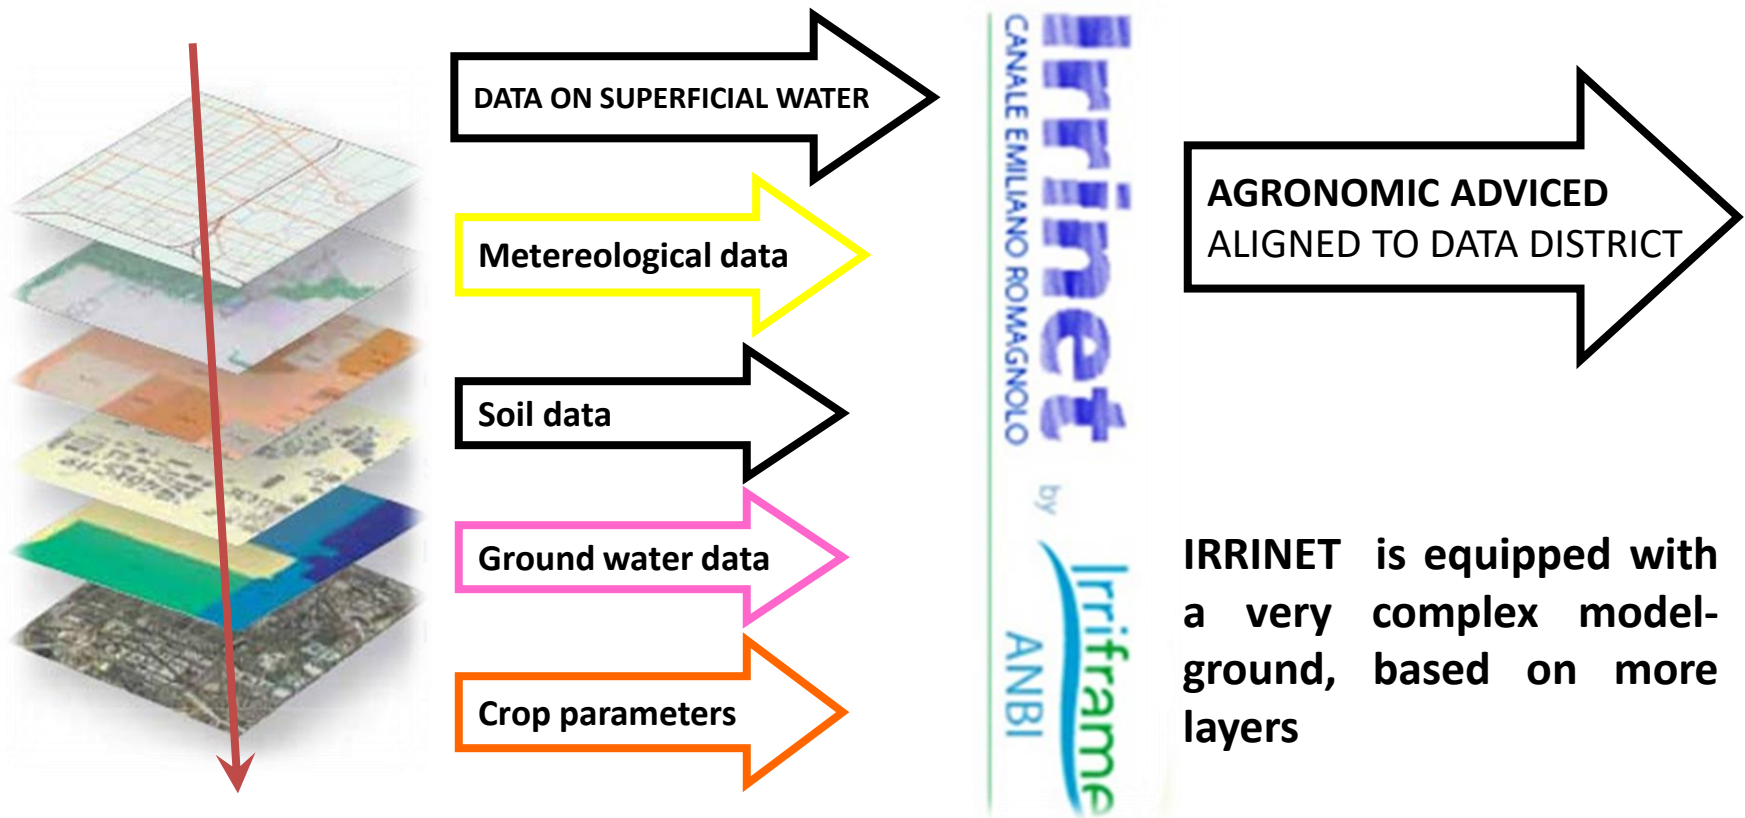 DATA ON SUPERFICIAL WATER
Metereological data
Soil data
Ground water data
Crop parameters
Irrinet
CANALE EMILIANO ROMAGNOLO
by
Irriframe
ANBI
AGRONOMIC ADVICED
ALIGNED TO DATA DISTRICT
IRRINET is equipped with
a very complex model-
ground, based on more
layers